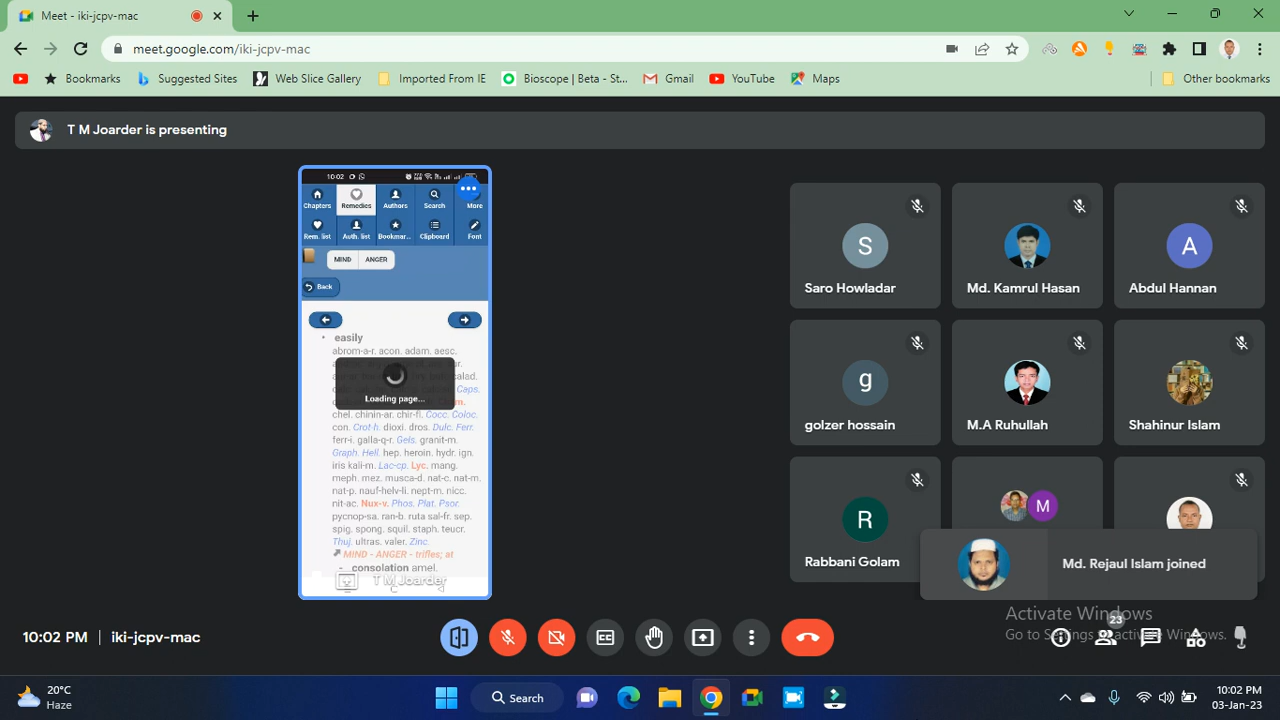 Meet - iki-jcpv-mac
meet.google.com/iki-jcpv-mac
Bookmarks
Suggested Sites
Web Slice Gallery
Imported From IE
Bioscope | Beta - St...
Gmail
YouTube
Maps
Other bookmarks
T M Joarder is presenting
10:02
Chapters
Remedies
Authors
Search
More
Rem. list
Auth. list
Bookmar...
Clipboard
Font
MIND
ANGER
Back
• easily
abrom-a-r. acon. adam. aesc.
calad.
Caps.
Loading page...
chel. chinin-ar. chir-fl. Cocc. Coloc.
con. Crot-h. dioxi. dros. Dulc. Ferr.
ferr-i. galla-q-r. Gels. granit-m.
Graph. Hell. hep. heroin. hydr. ign.
iris kali-m. Lac-cp. Lyc. mang.
meph. mez. musca-d. nat-c. nat-m.
nat-p. nauf-helv-li. nept-m. nicc.
nit-ac. Nux-v. Phos. Plat. Psor.
pycnop-sa. ran-b. ruta sal-fr. sep.
spig. spong. squil. staph. teucr.
Thuj. ultras. valer. Zinc.
MIND - ANGER - trifles; at
- consolation amel.
T M Joarder
S
Saro Howladar
Md. Kamrul Hasan
A
Abdul Hannan
g
golzer hossain
M.A Ruhullah
Shahinur Islam
R
Rabbani Golam
M
Md. Rejaul Islam joined
Activate Windows
Go to Settings to activate Windows.
10:02 PM | iki-jcpv-mac
23
20°C
Haze
Search
10:02 PM
03-Jan-23